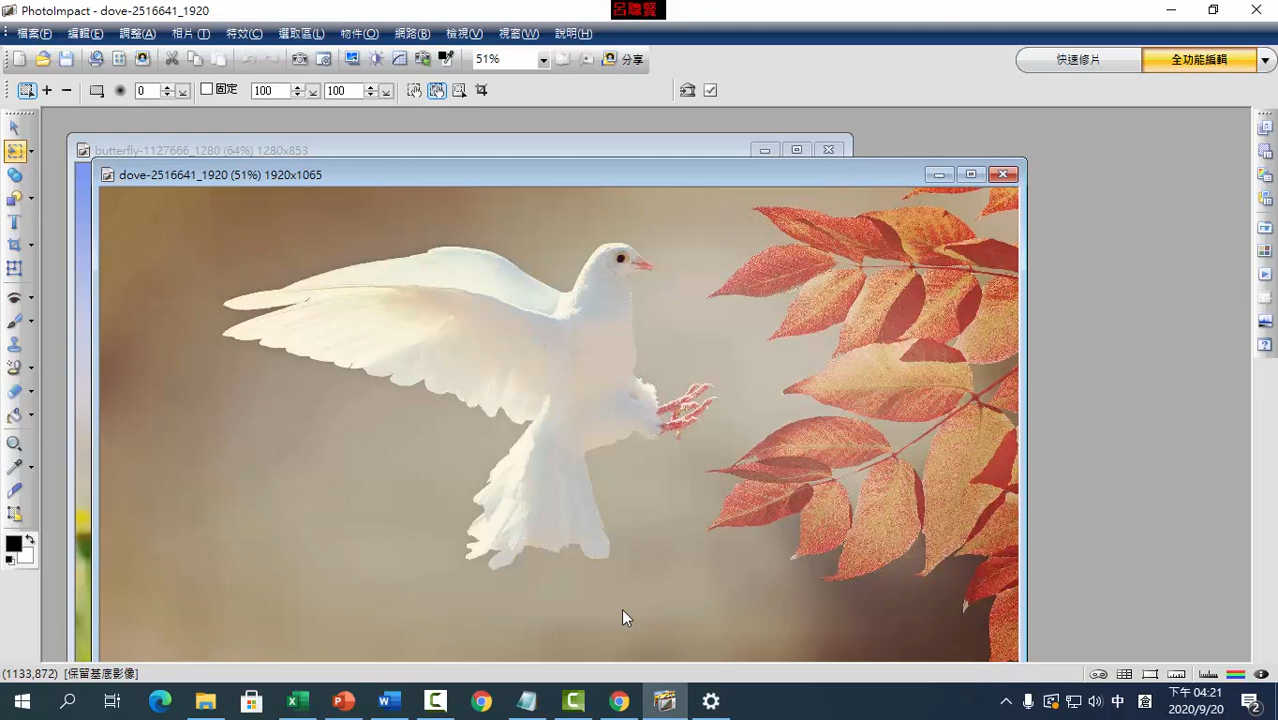 PhotoImpact - dove-2516641_1920
呂聰賢
檔案(F) 編輯(E) 調整(A) 相片(T) 特效(C) 選取區(L) 物件(O) 網路(B) 檢視(V) 視窗(W) 說明(H)
51% 分享 快速修片 全功能編輯
0 固定 100 100
butterfly-1127666_1280 (64%) 1280x853
dove-2516641_1920 (51%) 1920x1065
(1133,872) [保留基底影像]
中 倉 下午 04:21
2020/9/20 2